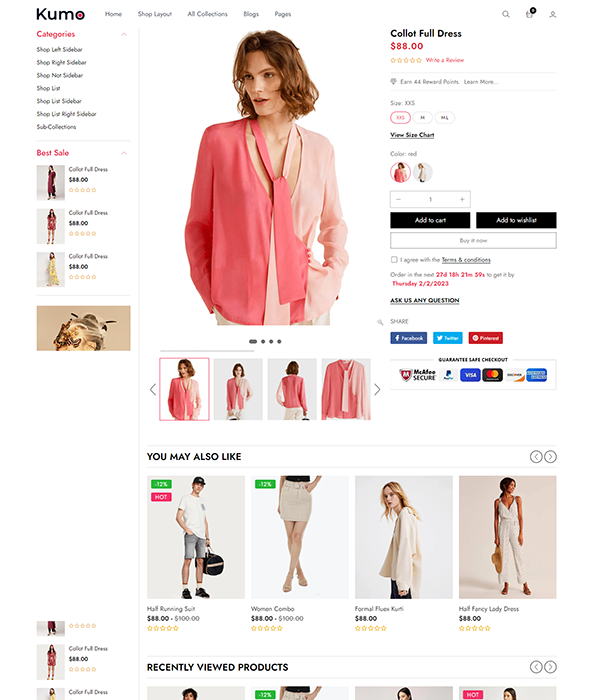 Kumo
Home
Shop Layout
All Collections
Blogs
Pages
0
Categories
Shop Left Sidebar
Shop Right Sidebar
Shop Not Sidebar
Shop List
Shop List Sidebar
Shop List Right Sidebar
Sub-Collections
Best Sale
Collot Full Dress
$88.00
Collot Full Dress
$88.00
Collot Full Dress
$88.00
Collot Full Dress
$88.00
Write a Review
Earn 44 Reward Points. Learn More...
Size: XXS
XXS
M
ML
View Size Chart
Color: red
1
Add to cart
Add to wishlist
Buy it now
I agree with the Terms & conditions
Order in the next 27d 18h 21m 59s to get it by
Thursday 2/2/2023.
ASK US ANY QUESTION
SHARE
Facebook
Twitter
Pinterest
GUARANTEE SAFE CHECKOUT
McAfee
SECURE
PayPal
VISA
MasterCard
DISCOVER
AMERICAN
EXPRESS
YOU MAY ALSO LIKE
-12%
HOT
-12%
Half Running Suit
$88.00 - $100.00
Women Combo
$88.00 - $100.00
Formal Fluex Kurti
$88.00
Half Fancy Lady Dress
$88.00
Collot Full Dress
$88.00
Collot Full Dress
RECENTLY VIEWED PRODUCTS
-12%
HOT